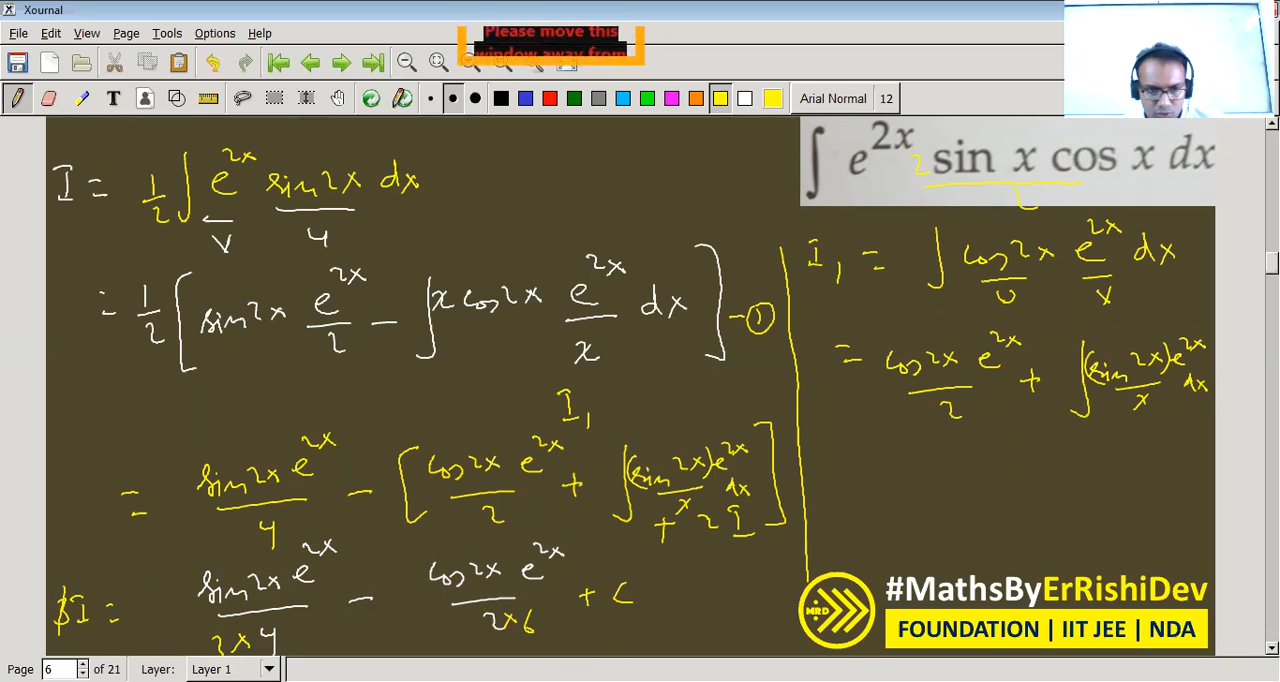 Xournal
File Edit View Page Tools Options Help
Please move this
window away from
Arial Normal 12
∫ e^{2x} sin x cos x dx
2
I = 1/2 ∫ e^{2x} sin2x dx
v u
= 1/2 [ sin2x e^{2x}/2 - ∫ x cos2x e^{2x}/x dx ] - ①
I₁
= sin2x e^{2x}/4 - [ cos2x e^{2x}/2 + ∫ (sin2x) e^{2x}/x dx ]
+ 2I
I = sin2x e^{2x}/2×4 - cos2x e^{2x}/2×6 + C
I₁ = ∫ cos2x e^{2x} dx
U V
= cos2x e^{2x}/2 + ∫ (sin2x) e^{2x}/x dx
#MathsByErRishiDev
MRD
FOUNDATION | IIT JEE | NDA
Page 6 of 21 Layer: Layer 1